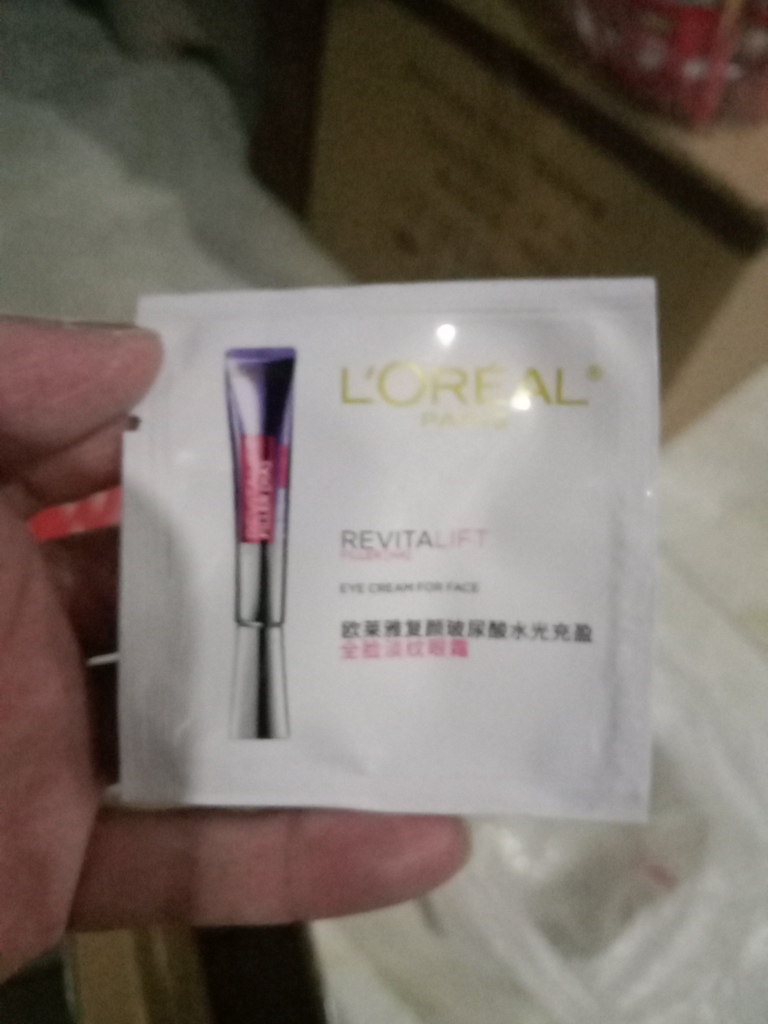 L'ORÉAL®
PARIS
REVITALIFT
EYE CREAM FOR FACE
欧莱雅复颜玻尿酸水光充盈
全脸淡纹眼霜